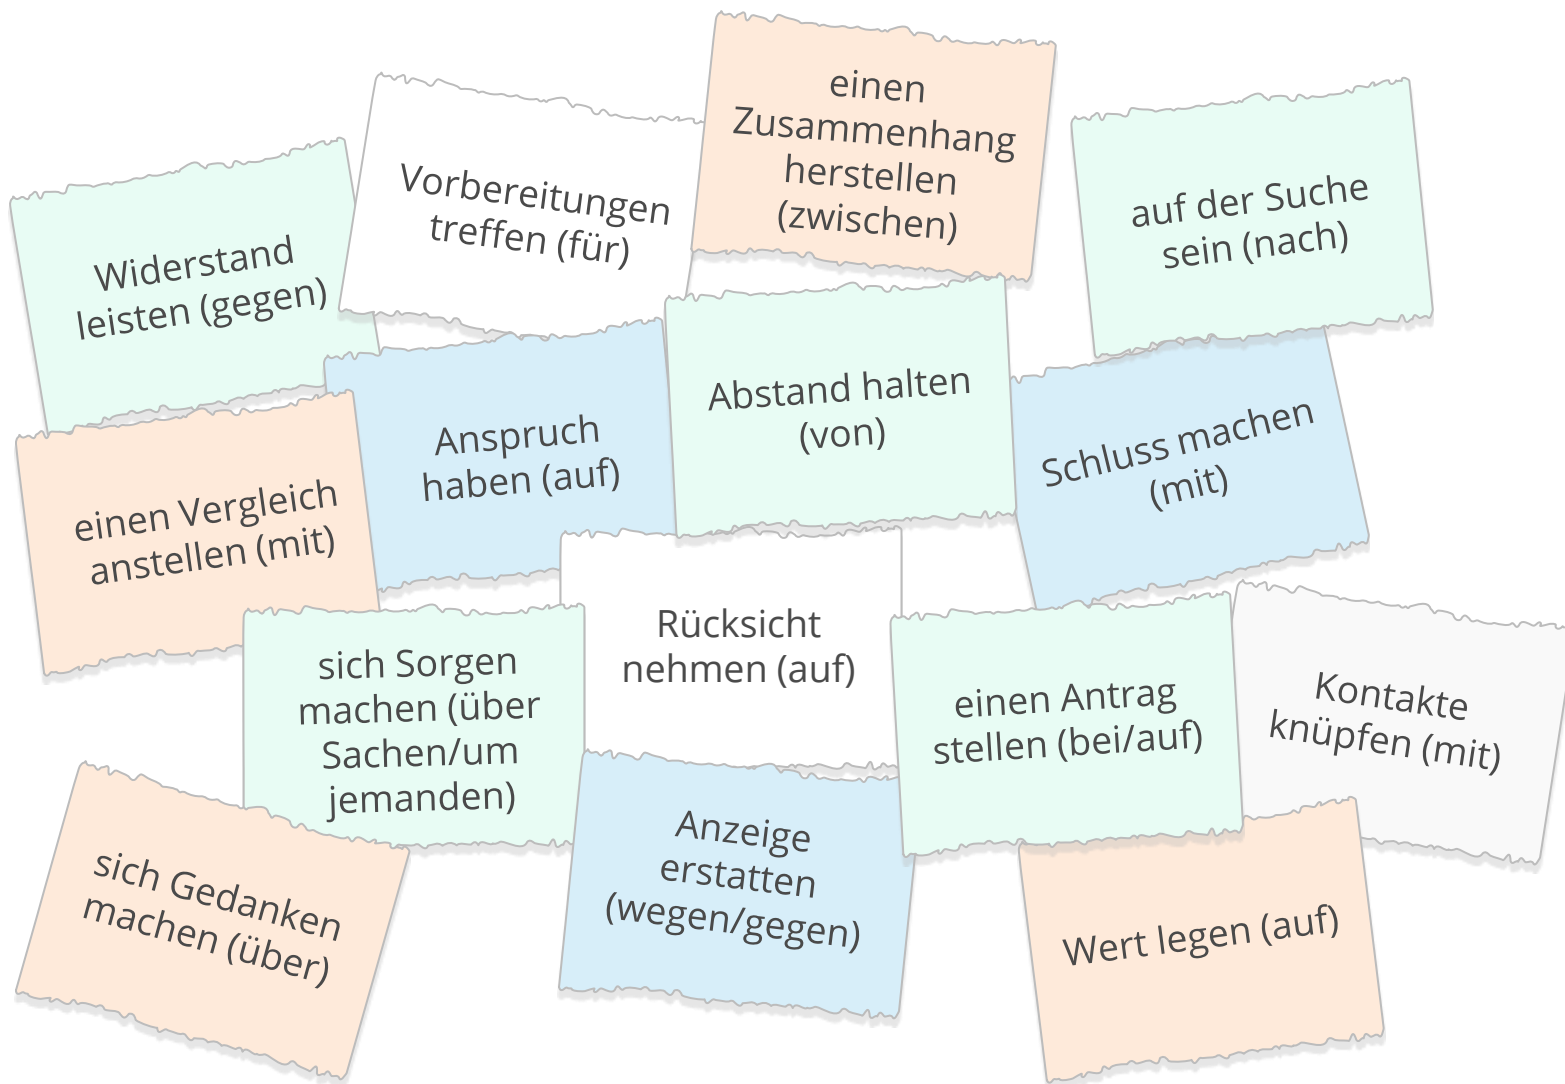 einen
Zusammenhang
herstellen
(zwischen)
Vorbereitungen
treffen (für)
auf der Suche
sein (nach)
Widerstand
leisten (gegen)
Abstand halten
(von)
Anspruch
haben (auf)
Schluss machen
(mit)
einen Vergleich
anstellen (mit)
Rücksicht
nehmen (auf)
sich Sorgen
machen (über
Sachen/um
jemanden)
einen Antrag
stellen (bei/auf)
Kontakte
knüpfen (mit)
Anzeige
erstatten
(wegen/gegen)
sich Gedanken
machen (über)
Wert legen (auf)